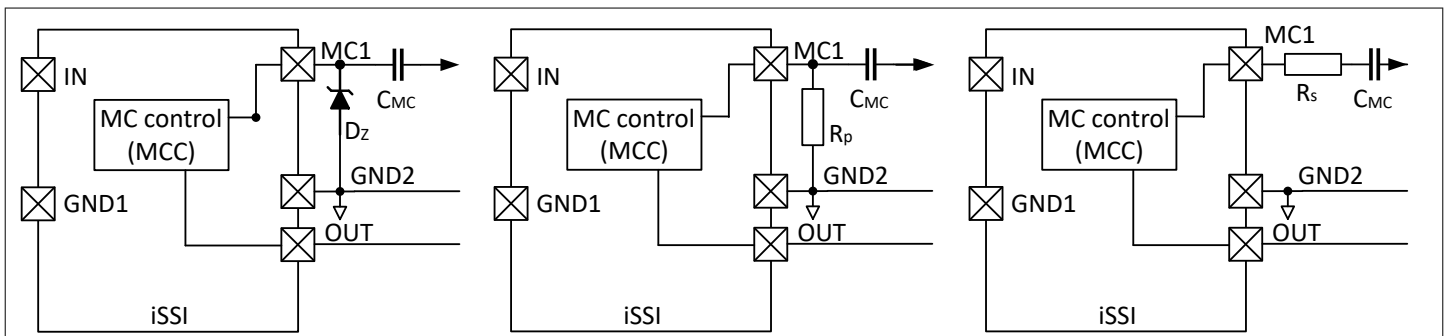 MC1
IN
CMC
MC control
(MCC)
DZ
GND2
GND1
OUT
iSSI
MC1
IN
CMC
MC control
(MCC)
Rp
GND2
GND1
OUT
iSSI
MC1
IN
Rs
CMC
MC control
(MCC)
GND2
GND1
OUT
iSSI